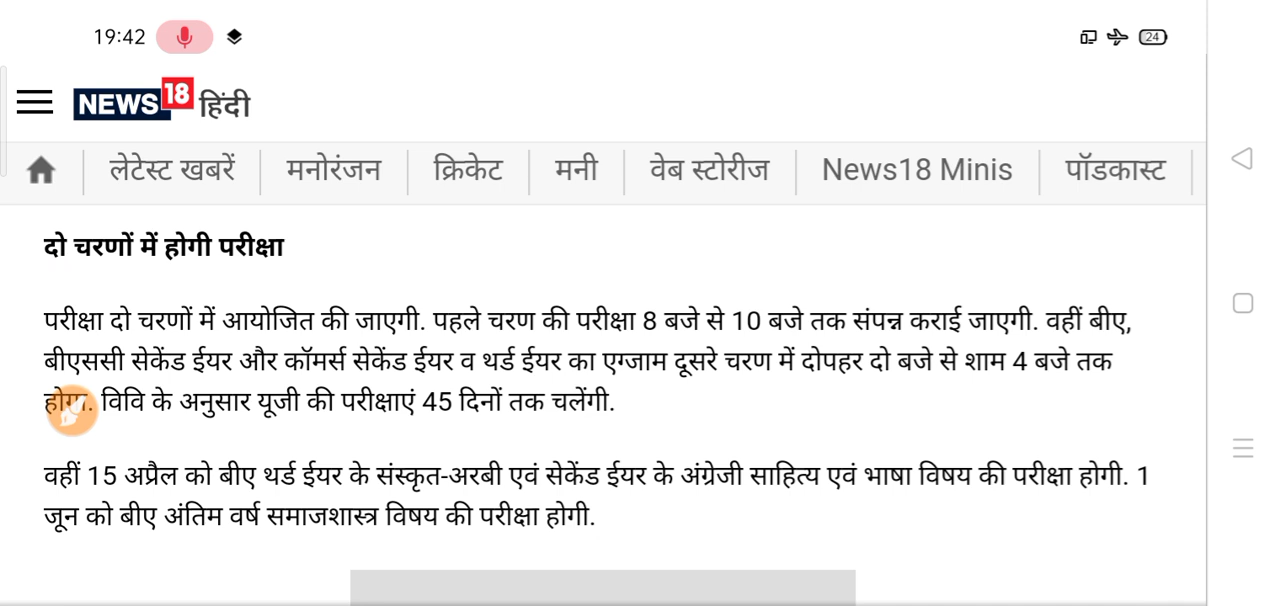 19:42
24
NEWS18 हिंदी
लेटेस्ट खबरें मनोरंजन क्रिकेट मनी वेब स्टोरीज News18 Minis पॉडकास्ट
दो चरणों में होगी परीक्षा
परीक्षा दो चरणों में आयोजित की जाएगी. पहले चरण की परीक्षा 8 बजे से 10 बजे तक संपन्न कराई जाएगी. वहीं बीए,
बीएससी सेकेंड ईयर और कॉमर्स सेकेंड ईयर व थर्ड ईयर का एग्जाम दूसरे चरण में दोपहर दो बजे से शाम 4 बजे तक
होगा. विवि के अनुसार यूजी की परीक्षाएं 45 दिनों तक चलेंगी.
वहीं 15 अप्रैल को बीए थर्ड ईयर के संस्कृत-अरबी एवं सेकेंड ईयर के अंग्रेजी साहित्य एवं भाषा विषय की परीक्षा होगी. 1
जून को बीए अंतिम वर्ष समाजशास्त्र विषय की परीक्षा होगी.